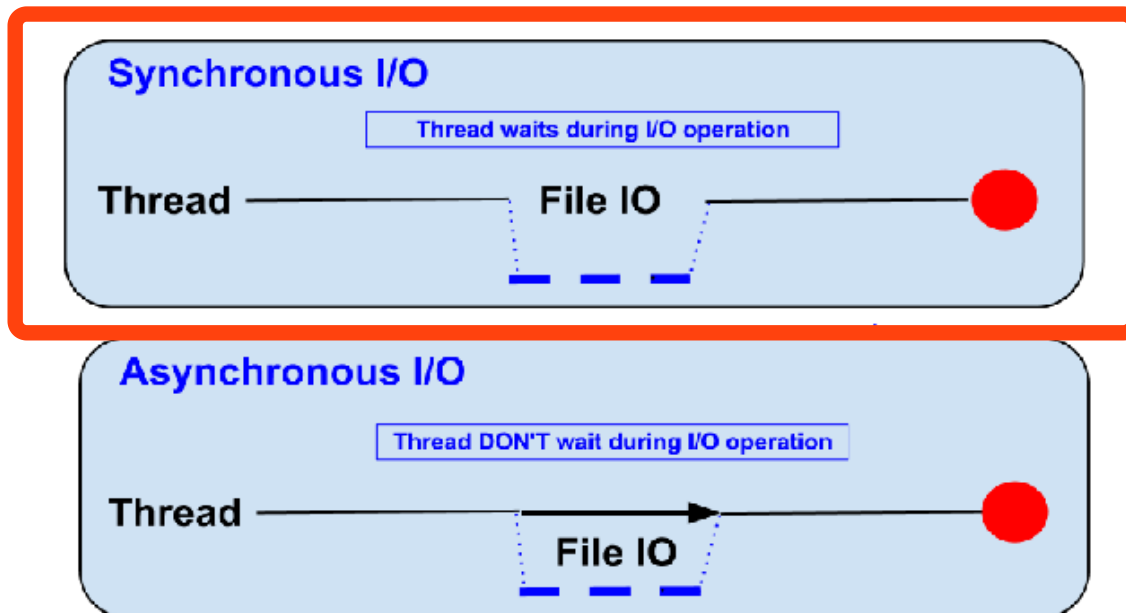 Synchronous I/O
Thread waits during I/O operation
Thread
File IO
Asynchronous I/O
Thread DON'T wait during I/O operation
Thread
File IO